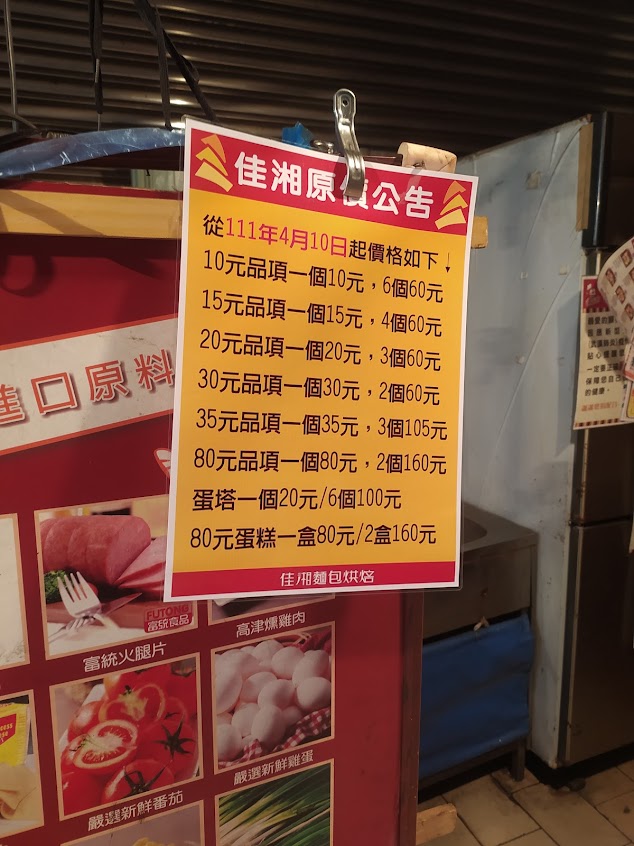 佳湘原價公告
從111年4月10日起價格如下↓
10元品項一個10元，6個60元
15元品項一個15元，4個60元
20元品項一個20元，3個60元
30元品項一個30元，2個60元
35元品項一個35元，3個105元
80元品項一個80元，2個160元
蛋塔一個20元/6個100元
80元蛋糕一盒80元/2盒160元
佳湘麵包烘焙
進口原料
FUTONG
富統食品
富統火腿片
高津燻雞肉
嚴選新鮮番茄
嚴選新鮮雞蛋